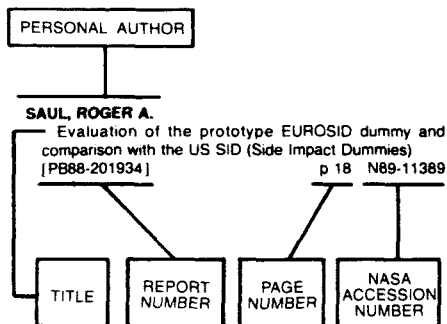 PERSONAL AUTHOR
SAUL, ROGER A.
Evaluation of the prototype EUROSID dummy and
comparison with the US SID (Side Impact Dummies)
[PB88-201934] p 18 N89-11389
TITLE
REPORT
NUMBER
PAGE
NUMBER
NASA
ACCESSION
NUMBER